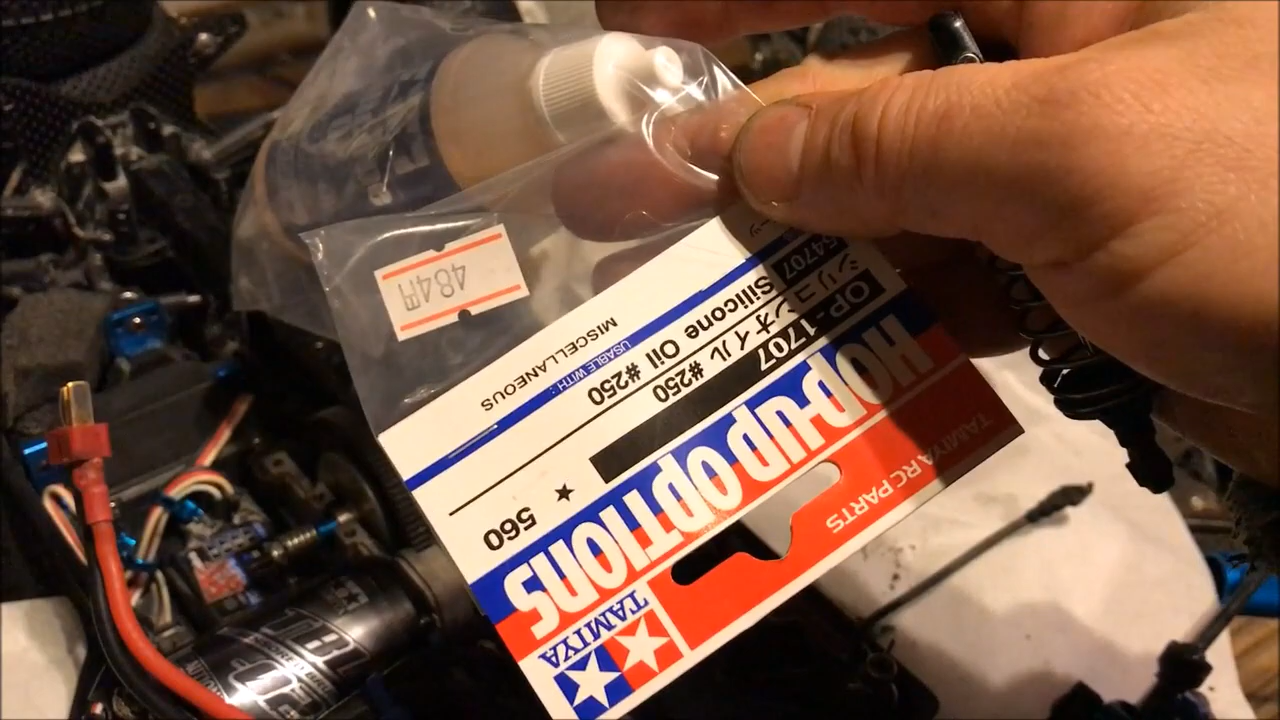 TAMIYA RC PARTS
TAMIYA
HOP-UP OPTIONS
OP-1707
シリコンオイル #250
Silicone Oil #250
54707
★ 560
USABLE WITH:
MISCELLANEOUS
484円